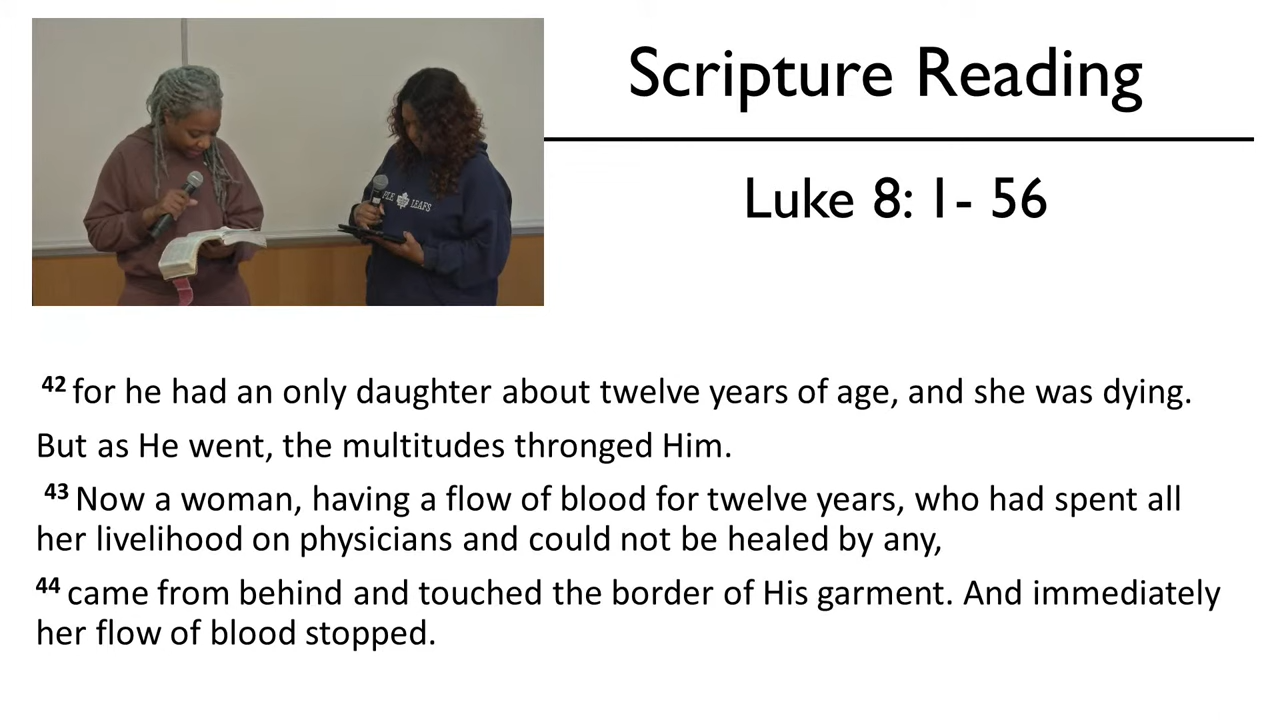 Scripture Reading
Luke 8: 1- 56
LEAFS
42 for he had an only daughter about twelve years of age, and she was dying.
But as He went, the multitudes thronged Him.
43 Now a woman, having a flow of blood for twelve years, who had spent all
her livelihood on physicians and could not be healed by any,
44 came from behind and touched the border of His garment. And immediately
her flow of blood stopped.